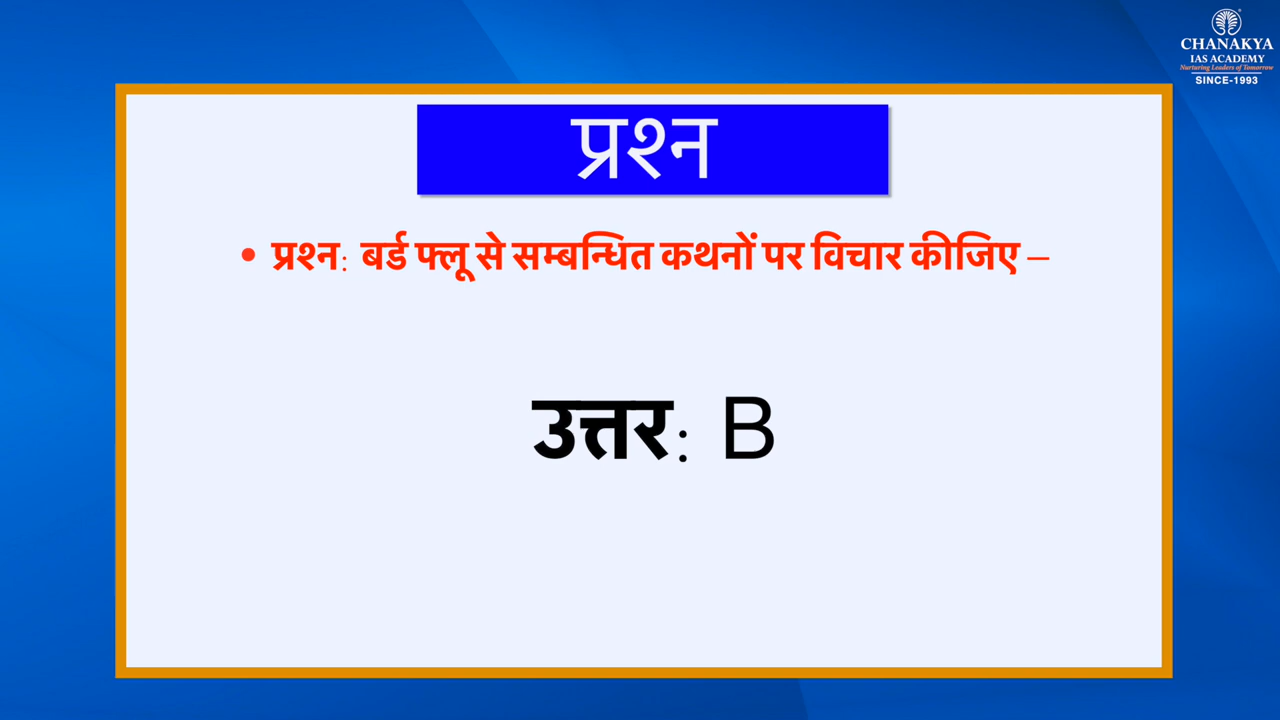 CHANAKYA
IAS ACADEMY
Nurturing Leaders of Tomorrow
SINCE-1993
प्रश्न
• प्रश्न: बर्ड फ्लू से सम्बन्धित कथनों पर विचार कीजिए –
उत्तर: B